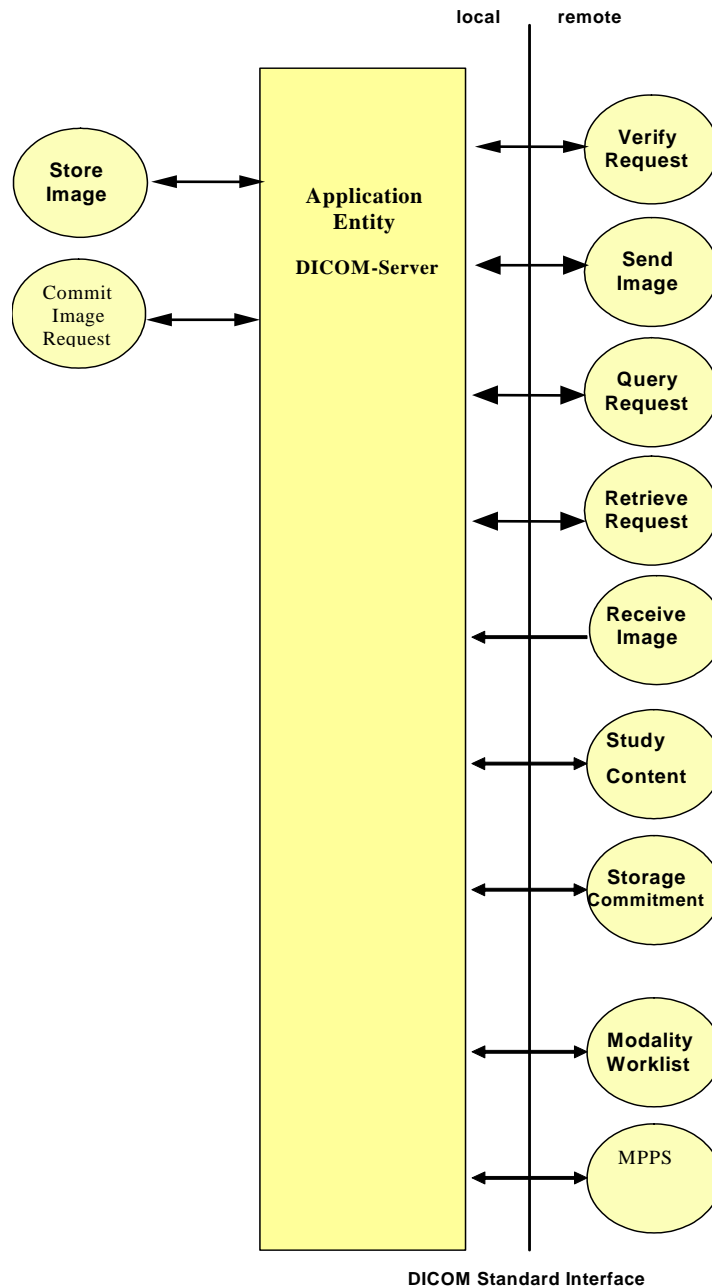 local remote
Store
Image
Commit
Image
Request
Application
Entity
DICOM-Server
Verify
Request
Send
Image
Query
Request
Retrieve
Request
Receive
Image
Study
Content
Storage
Commitment
Modality
Worklist
MPPS
DICOM Standard Interface